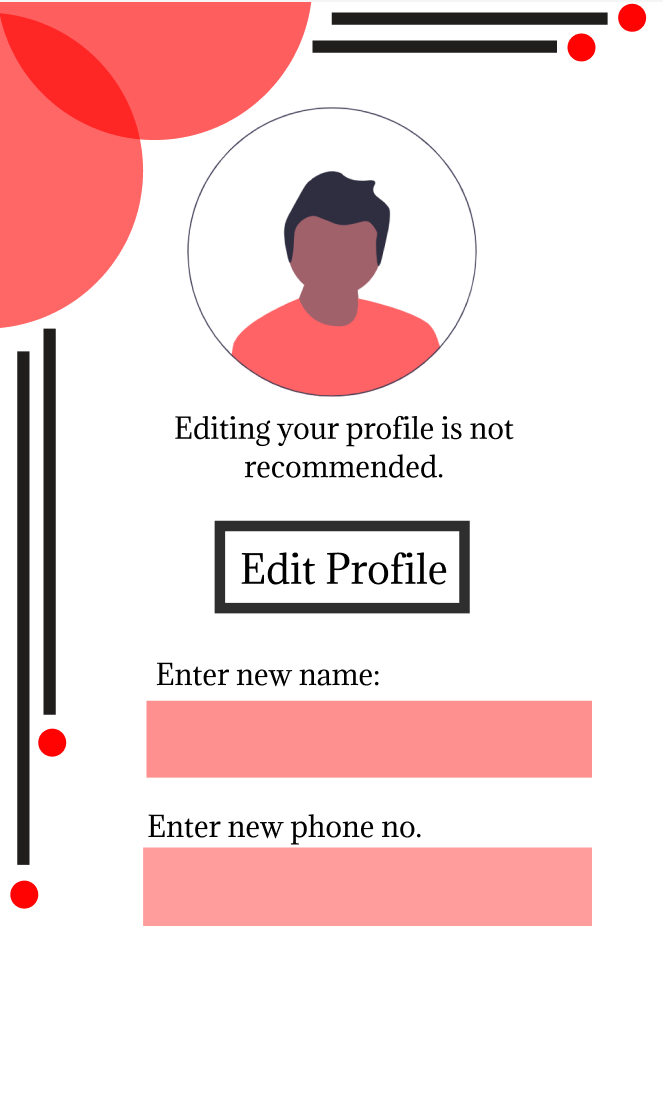 Editing your profile is not
recommended.
Edit Profile
Enter new name:
Enter new phone no.